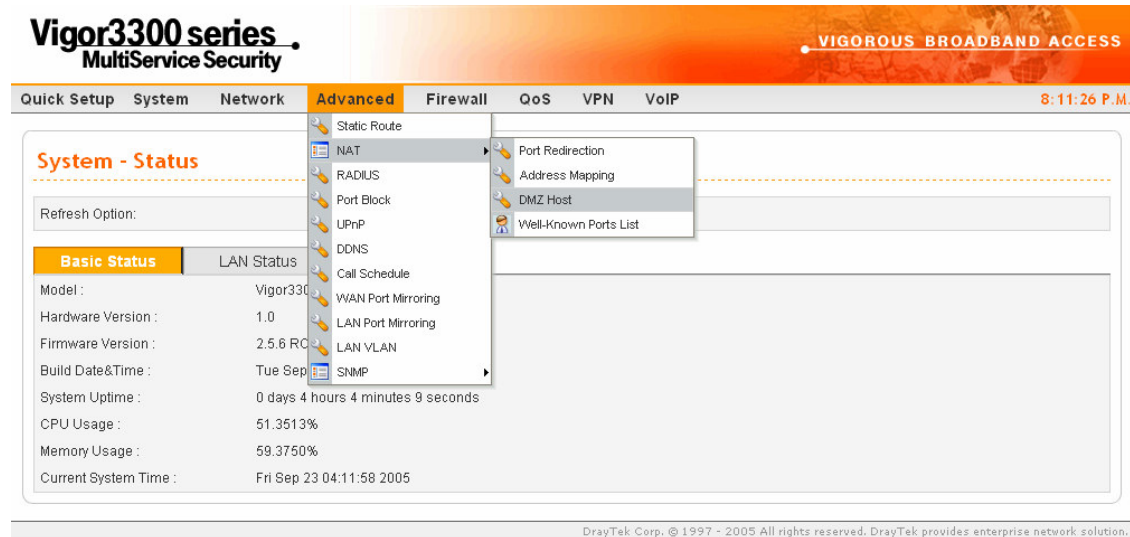 Vigor3300 series
MultiService Security
VIGOROUS BROADBAND ACCESS
Quick Setup System Network Advanced Firewall QoS VPN VoIP 8:11:26 P.M.
Static Route
NAT
RADIUS
Port Block
UPnP
DDNS
Call Schedule
WAN Port Mirroring
LAN Port Mirroring
LAN VLAN
SNMP
Port Redirection
Address Mapping
DMZ Host
Well-Known Ports List
System - Status
Refresh Option:
Basic Status LAN Status
Model : Vigor330
Hardware Version : 1.0
Firmware Version : 2.5.6 RC
Build Date&Time : Tue Sep
System Uptime : 0 days 4 hours 4 minutes 9 seconds
CPU Usage : 51.3513%
Memory Usage : 59.3750%
Current System Time : Fri Sep 23 04:11:58 2005
DrayTek Corp. © 1997 - 2005 All rights reserved. DrayTek provides enterprise network solution.